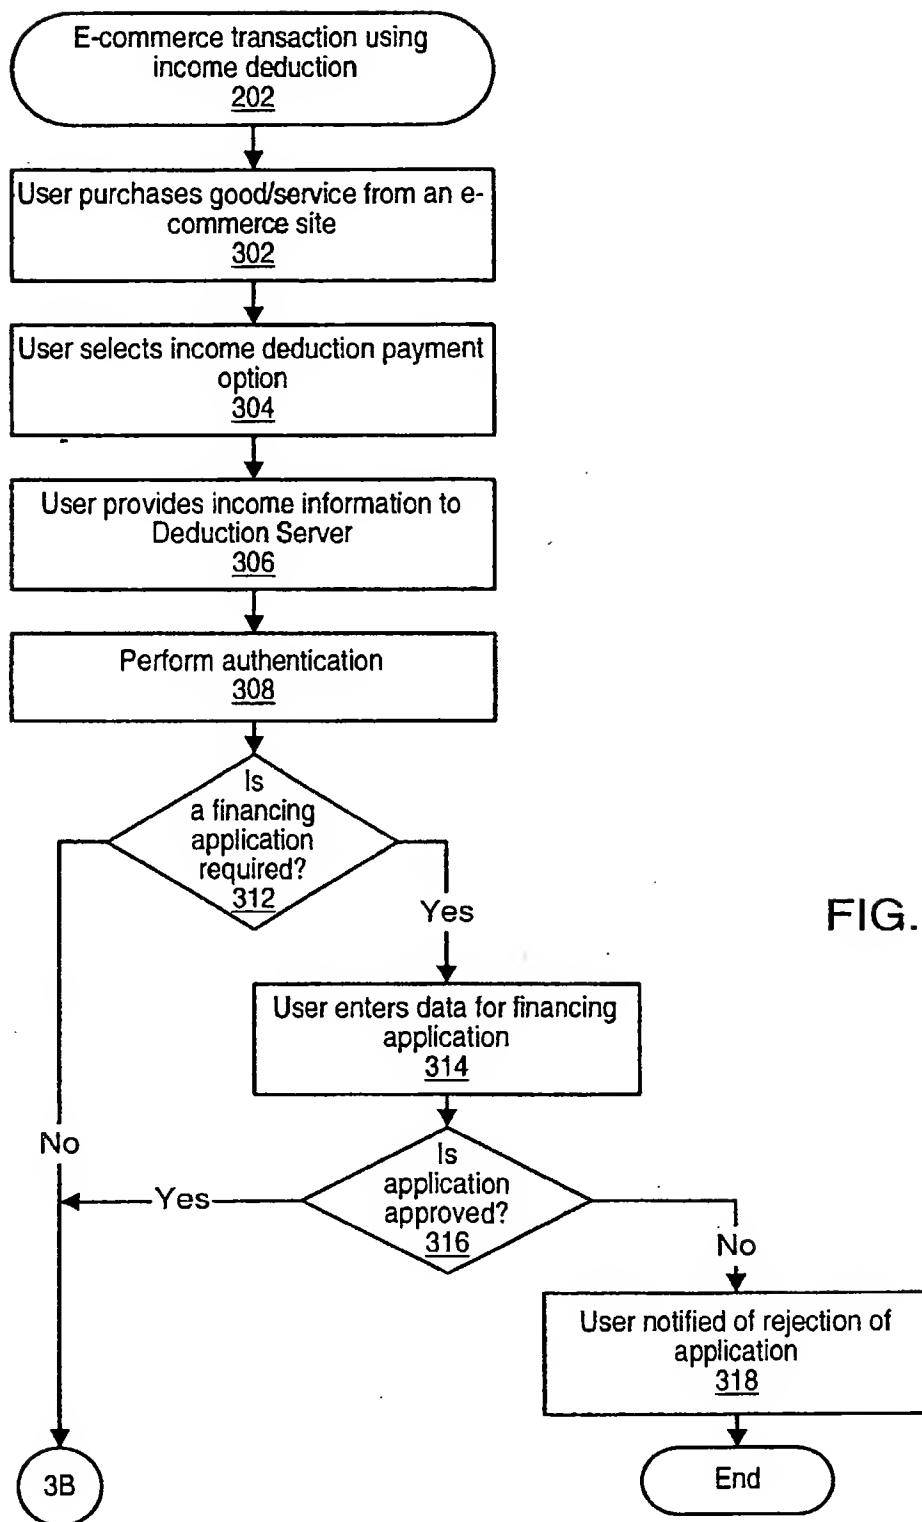 E-commerce transaction using
income deduction
202
User purchases good/service from an e-
commerce site
302
User selects income deduction payment
option
304
User provides income information to
Deduction Server
306
Perform authentication
308
Is
a financing
application
required?
312
Yes
FIG.
User enters data for financing
application
314
No
Is
application
approved?
316
Yes
No
User notified of rejection of
application
318
3B
End